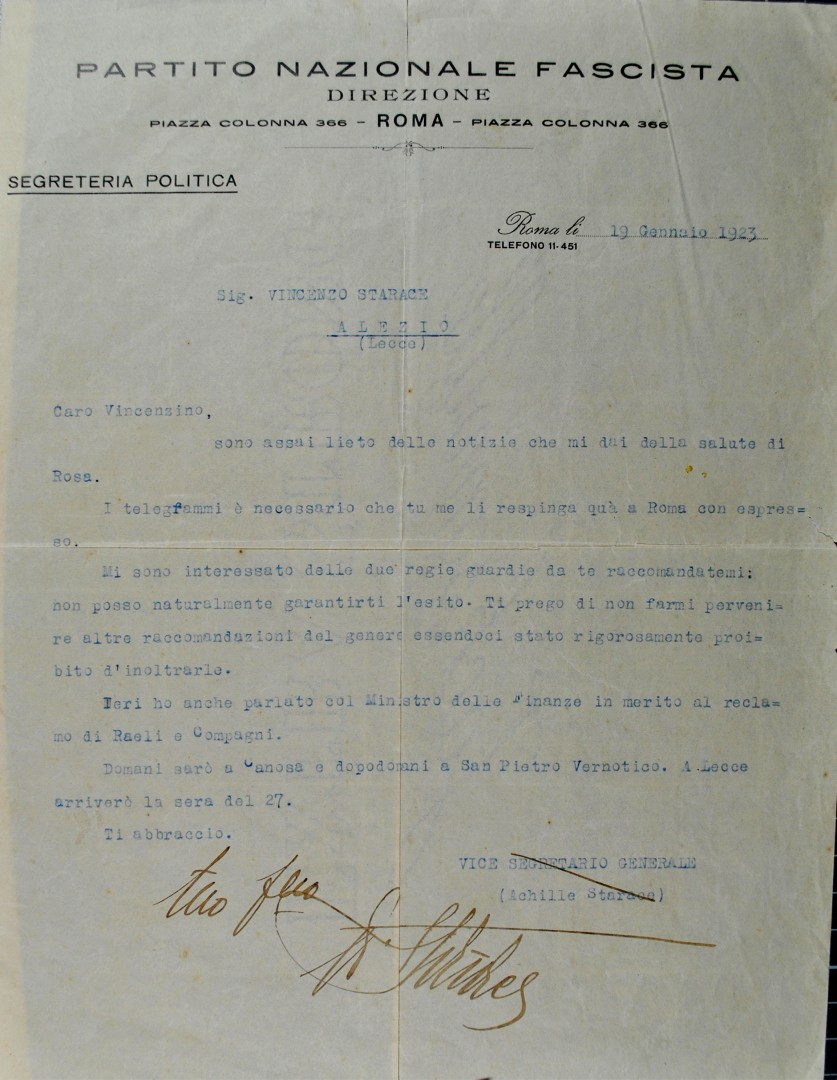 PARTITO NAZIONALE FASCISTA
DIREZIONE
PIAZZA COLONNA 366 - ROMA - PIAZZA COLONNA 366
SEGRETERIA POLITICA
Roma li 19 Gennaio 1923
TELEFONO 11-451
Sig. VINCENZO STARACE
ALEZIO
(Lecce)
Caro Vincenzino,
sono assai lieto delle notizie che mi dai della salute di
Rosa.
I telegrammi è necessario che tu me li respinga quà a Roma con espres=
so.
Mi sono interessato delle due regie guardie da te raccomandatemi:
non posso naturalmente garantirti l'esito. Ti prego di non farmi perveni=
re altre raccomandazioni del genere essendoci stato rigorosamente proi=
bito d'inoltrarle.
Ieri ho anche parlato col Ministro delle Finanze in merito al recla=
mo di Raeli e Compagni.
Domani sarò a Canosa e dopodomani a San Pietro Vernotico. A Lecce
arriverò la sera del 27.
Ti abbraccio.
VICE SEGRETARIO GENERALE
(Achille Starace)
tuo
Starace